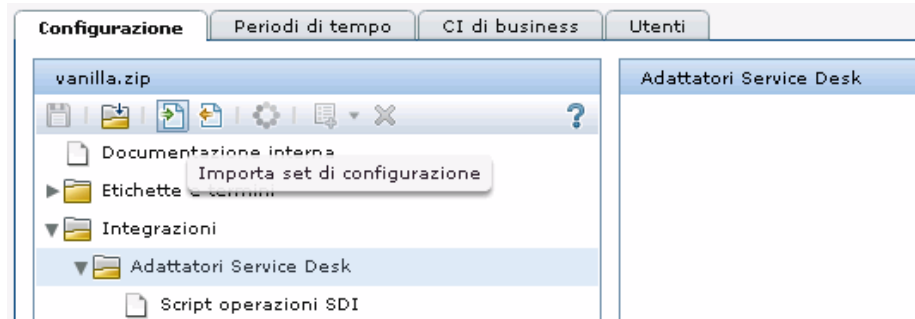 Configurazione Periodi di tempo CI di business Utenti
vanilla.zip Adattatori Service Desk
?
Documentazione interna
Importa set di configurazione
Etichette e termini
Integrazioni
Adattatori Service Desk
Script operazioni SDI